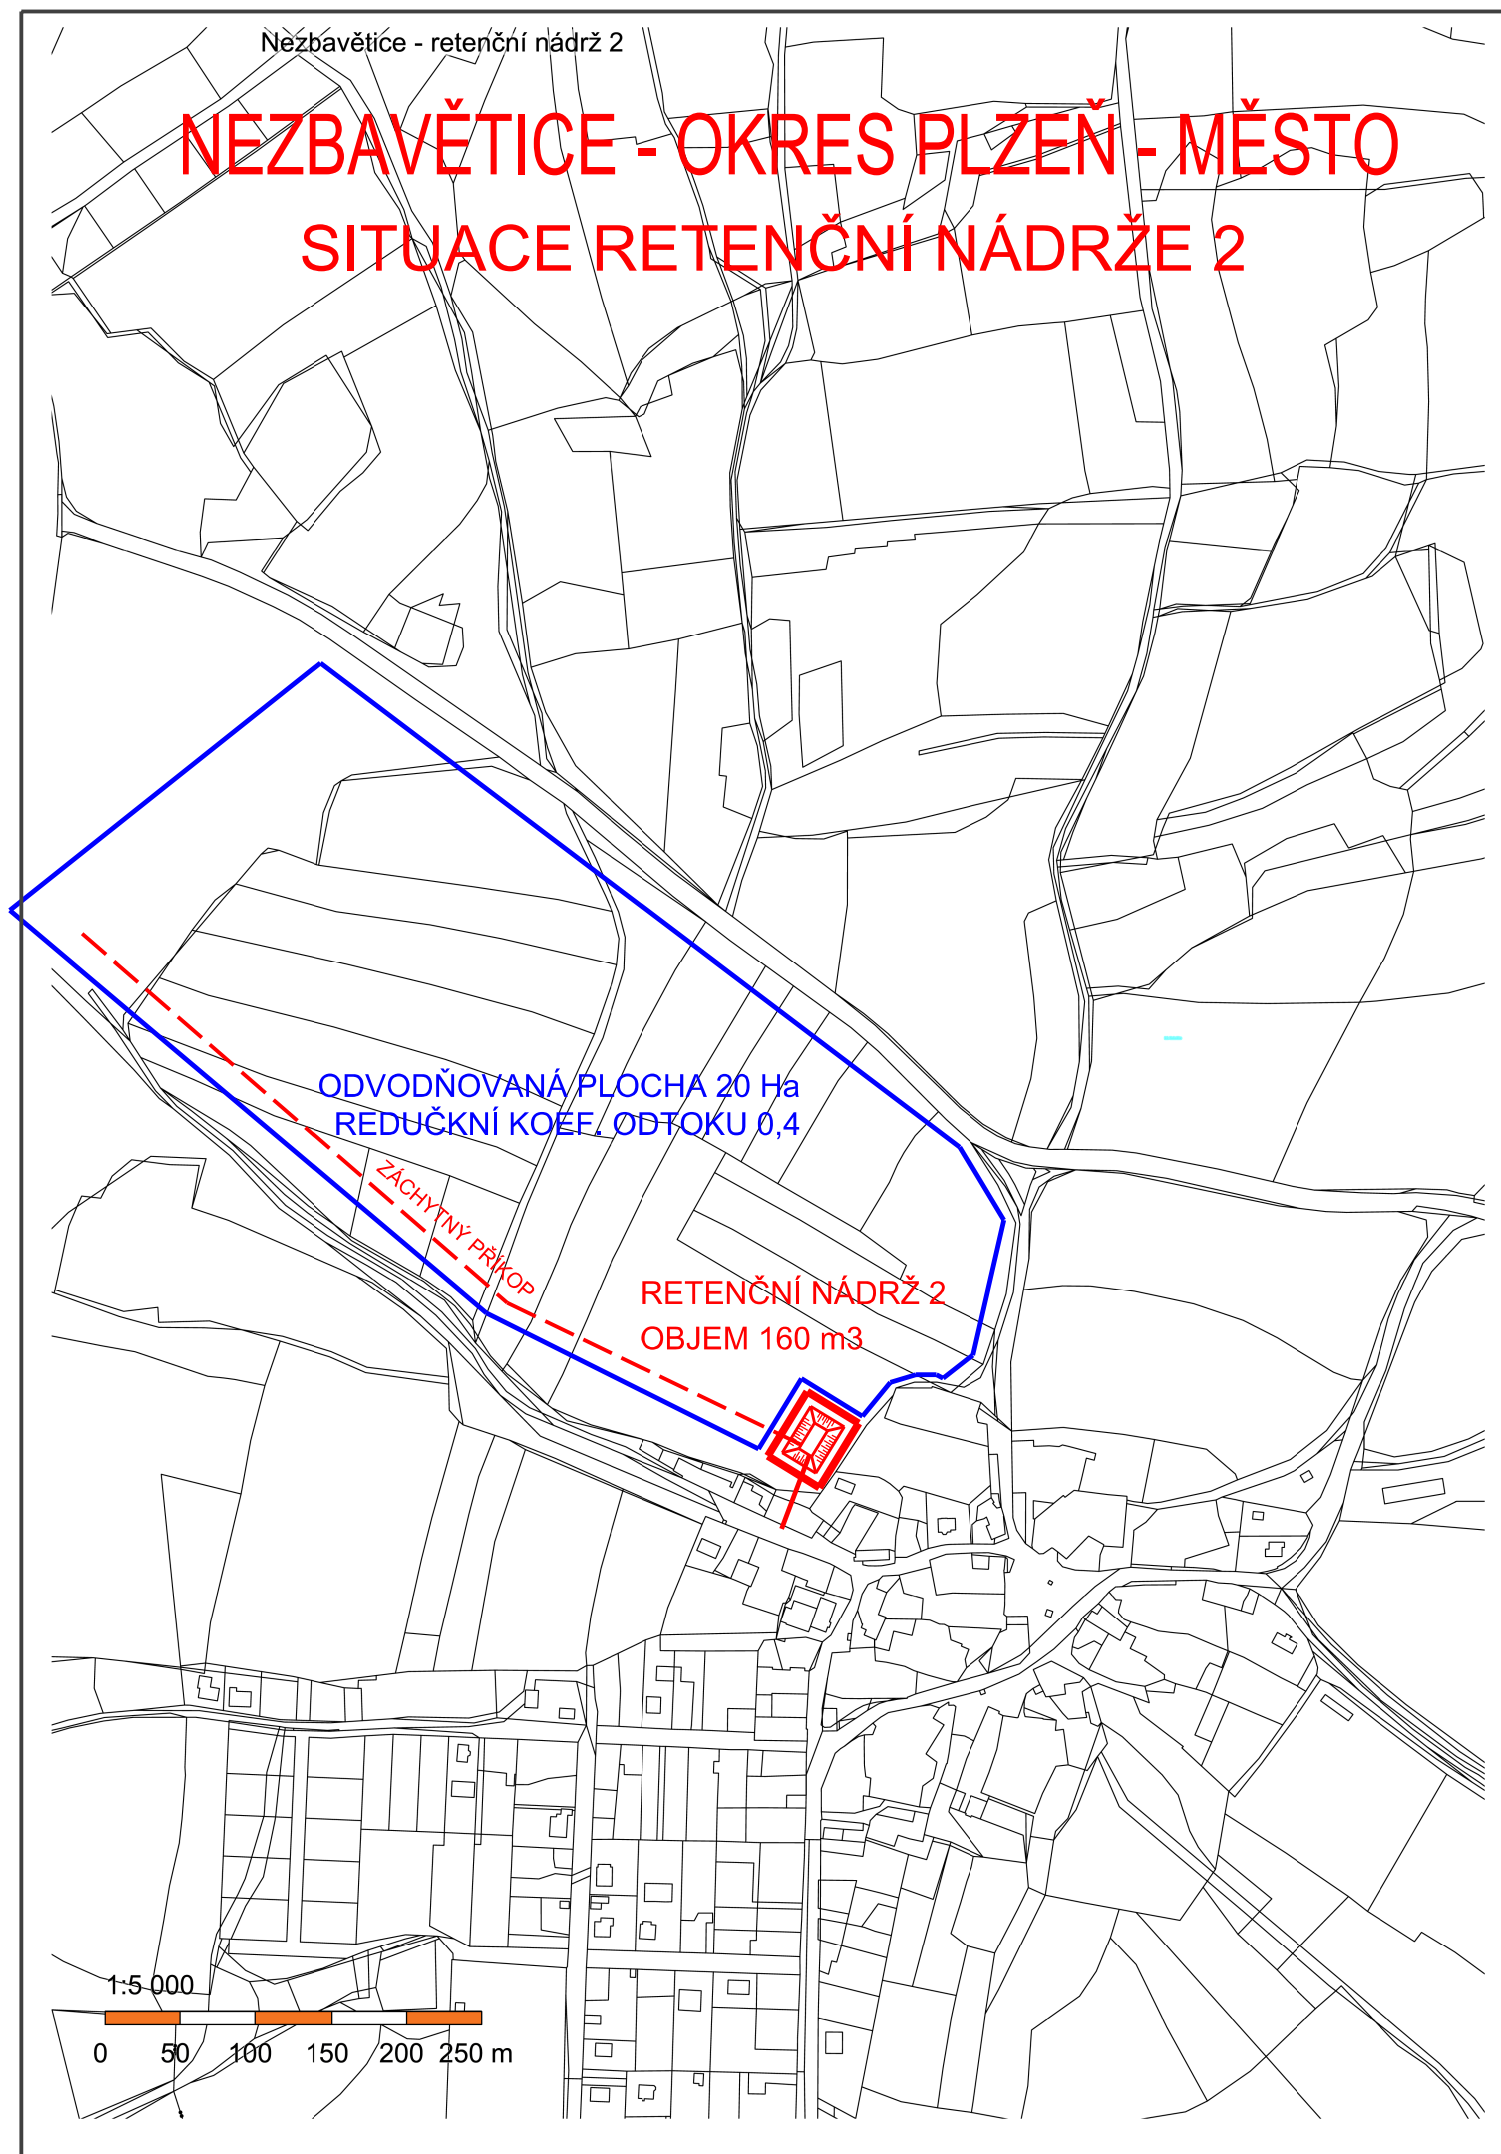 Nezbavětice - retenční nádrž 2
NEZBAVĚTICE - OKRES PLZEŇ - MĚSTO
SITUACE RETENČNÍ NÁDRŽE 2
ODVODŇOVANÁ PLOCHA 20 Ha
REDUČKNÍ KOEF. ODTOKU 0,4
ZÁCHYTNÝ PŘÍKOP
RETENČNÍ NÁDRŽ 2
OBJEM 160 m3
1:5 000
0 50 100 150 200 250 m